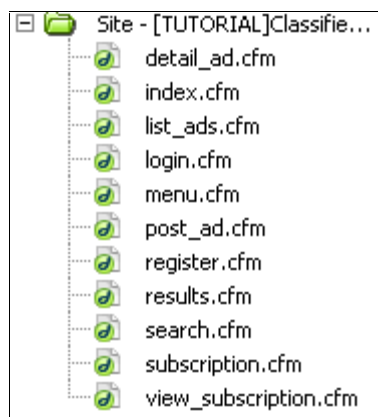 Site - [TUTORIAL]Classifie...
detail_ad.cfm
index.cfm
list_ads.cfm
login.cfm
menu.cfm
post_ad.cfm
register.cfm
results.cfm
search.cfm
subscription.cfm
view_subscription.cfm